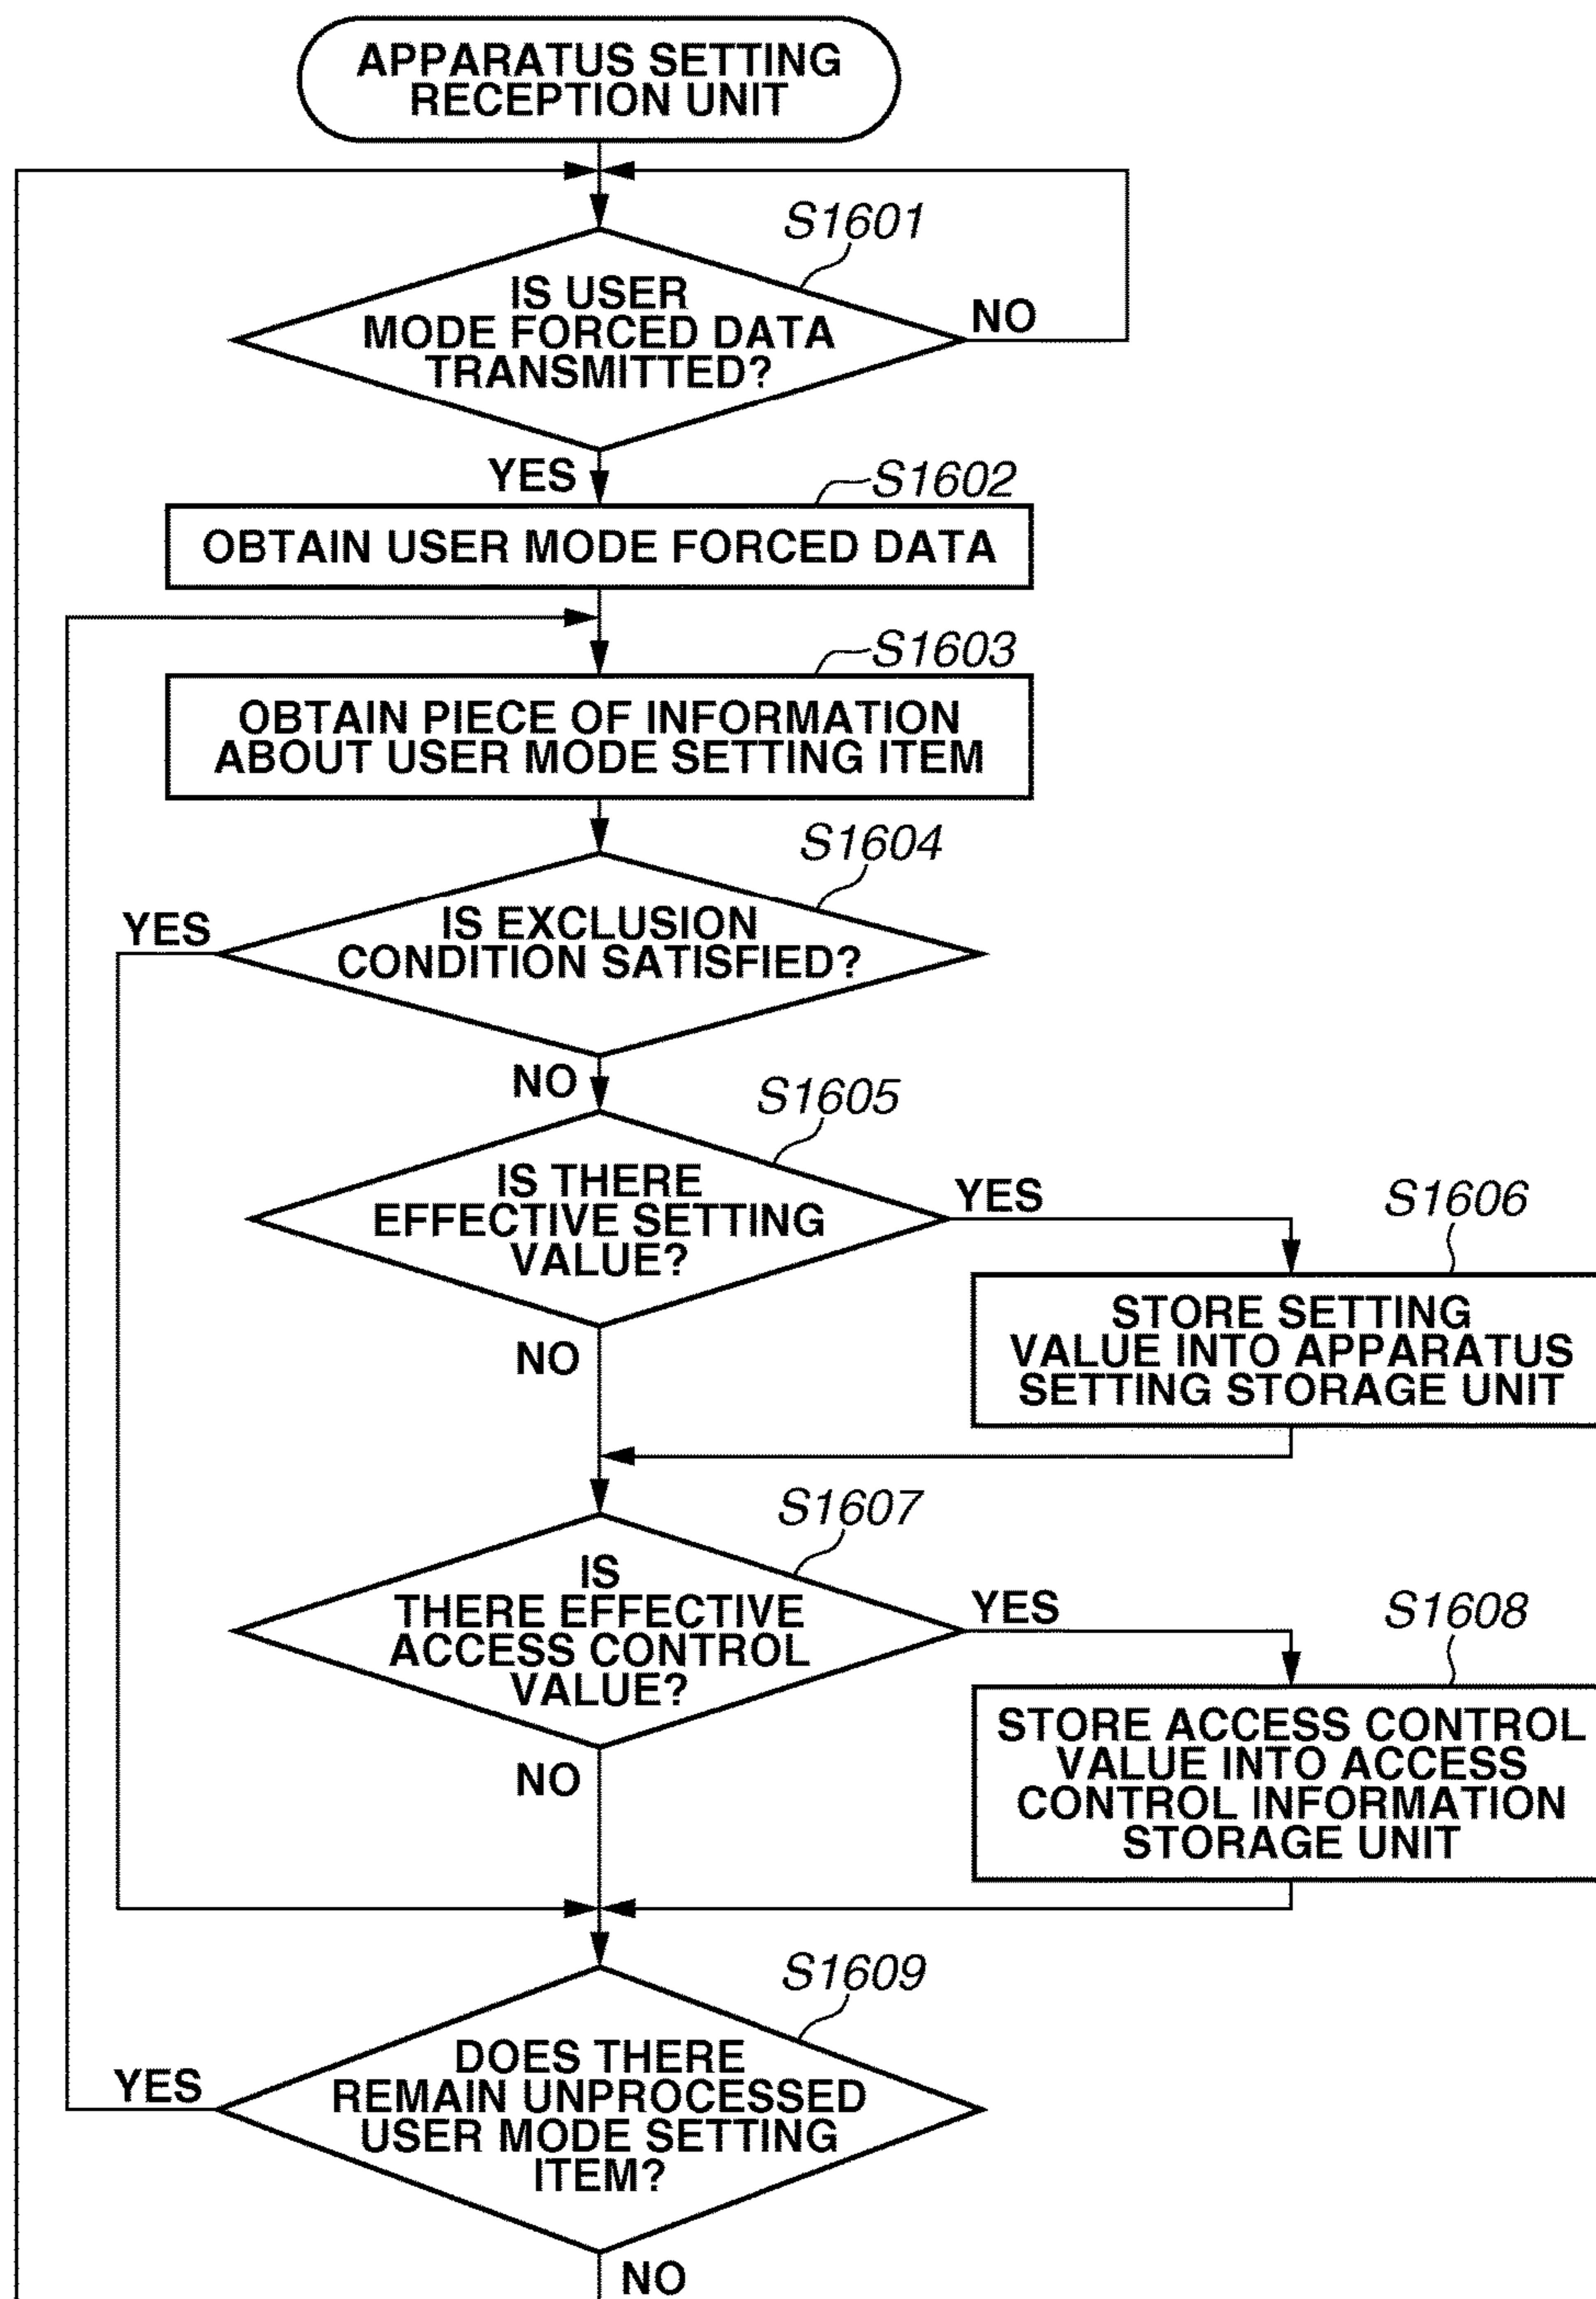 APPARATUS SETTING
RECEPTION UNIT
S1601
IS USER
MODE FORCED DATA
TRANSMITTED?
NO
YES
S1602
OBTAIN USER MODE FORCED DATA
S1603
OBTAIN PIECE OF INFORMATION
ABOUT USER MODE SETTING ITEM
S1604
YES
IS EXCLUSION
CONDITION SATISFIED?
NO
S1605
IS THERE
EFFECTIVE SETTING
VALUE?
YES
S1606
STORE SETTING
VALUE INTO APPARATUS
SETTING STORAGE UNIT
NO
S1607
IS
THERE EFFECTIVE
ACCESS CONTROL
VALUE?
YES
S1608
STORE ACCESS CONTROL
VALUE INTO ACCESS
CONTROL INFORMATION
STORAGE UNIT
NO
S1609
YES
DOES THERE
REMAIN UNPROCESSED
USER MODE SETTING
ITEM?
NO